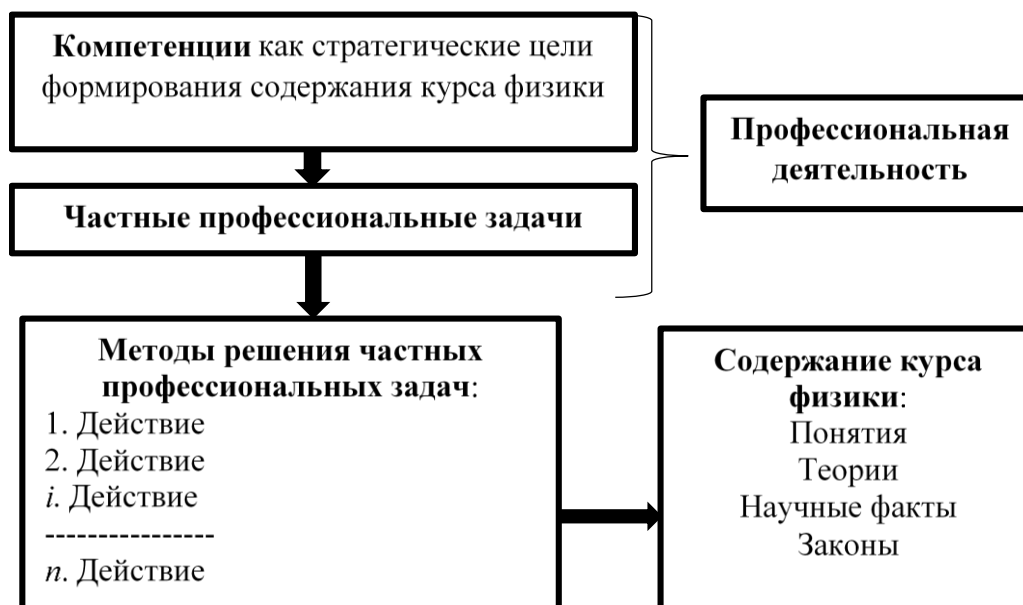 Компетенции как стратегические цели
формирования содержания курса физики
Профессиональная
деятельность
Частные профессиональные задачи
Методы решения частных
профессиональных задач:
1. Действие
2. Действие
i. Действие
----------------
n. Действие
Содержание курса
физики:
Понятия
Теории
Научные факты
Законы